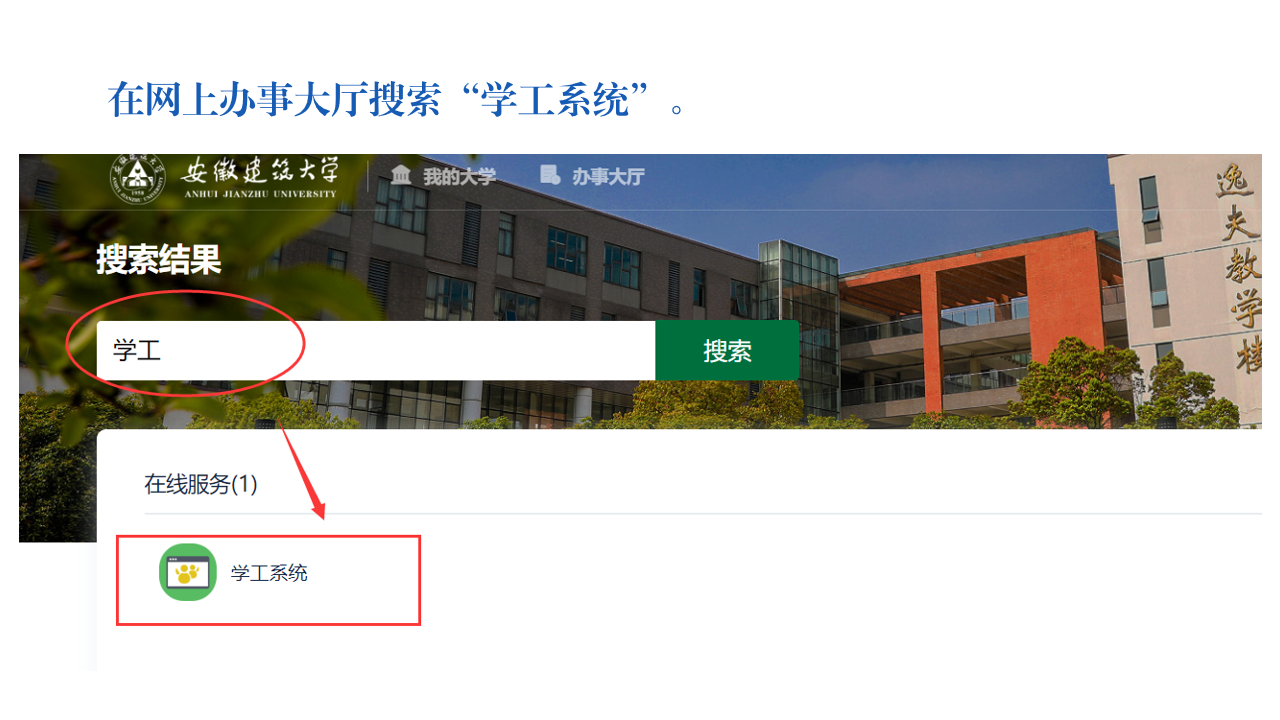 在网上办事大厅搜索“学工系统”。
安徽建筑大学
ANHUI JIANZHU UNIVERSITY
我的大学
办事大厅
逸夫教学楼
搜索结果
学工
搜索
在线服务(1)
学工系统